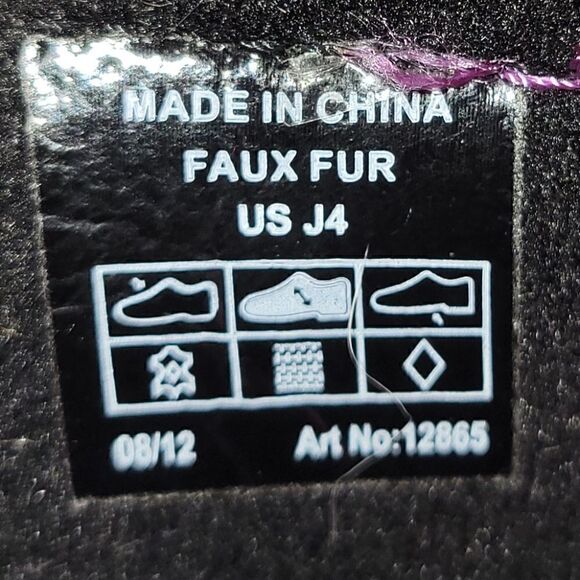 MADE IN CHINA
FAUX FUR
US J4
08/12 Art No:12865